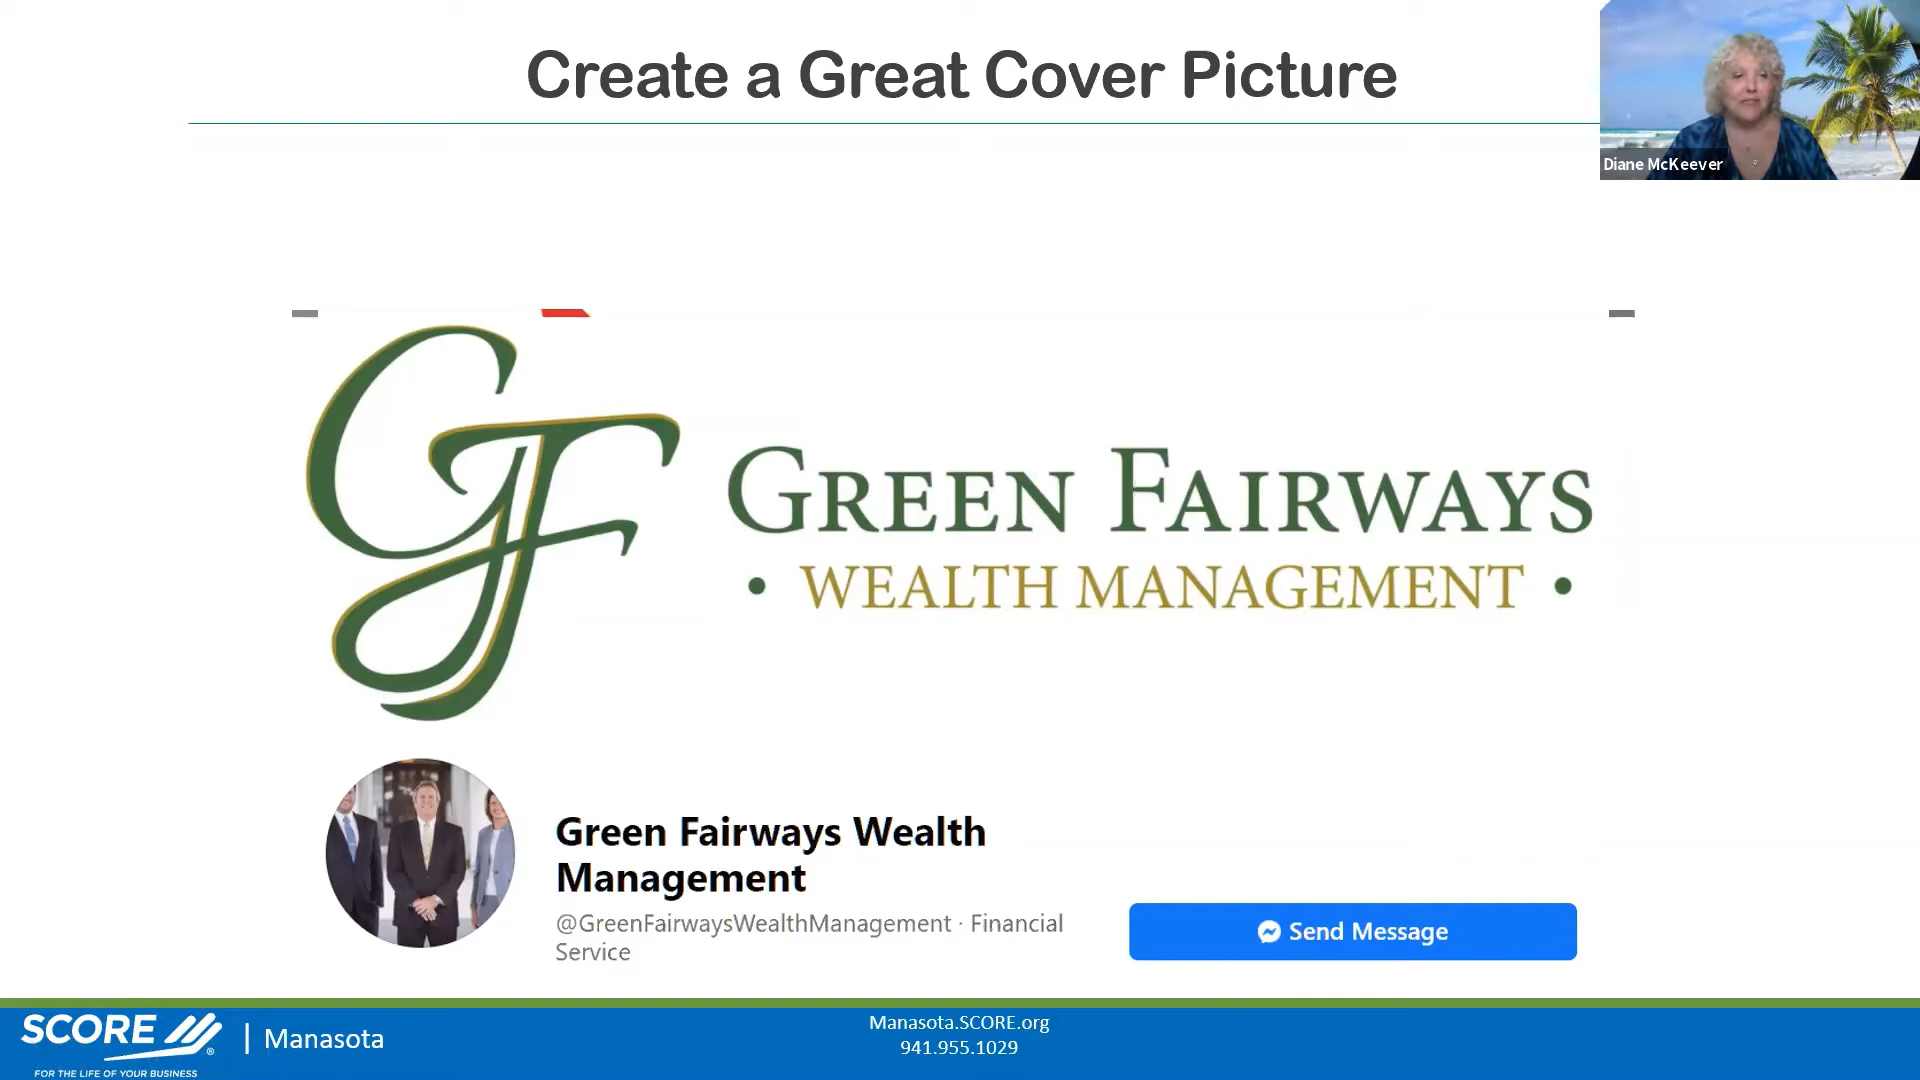 Create a Great Cover Picture
Diane McKeever
GF
GREEN FAIRWAYS
• WEALTH MANAGEMENT •
Green Fairways Wealth
Management
@GreenFairwaysWealthManagement · Financial
Service
Send Message
SCORE®
FOR THE LIFE OF YOUR BUSINESS
| Manasota
Manasota.SCORE.org
941.955.1029